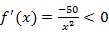 f′(x) = −50/x² < 0